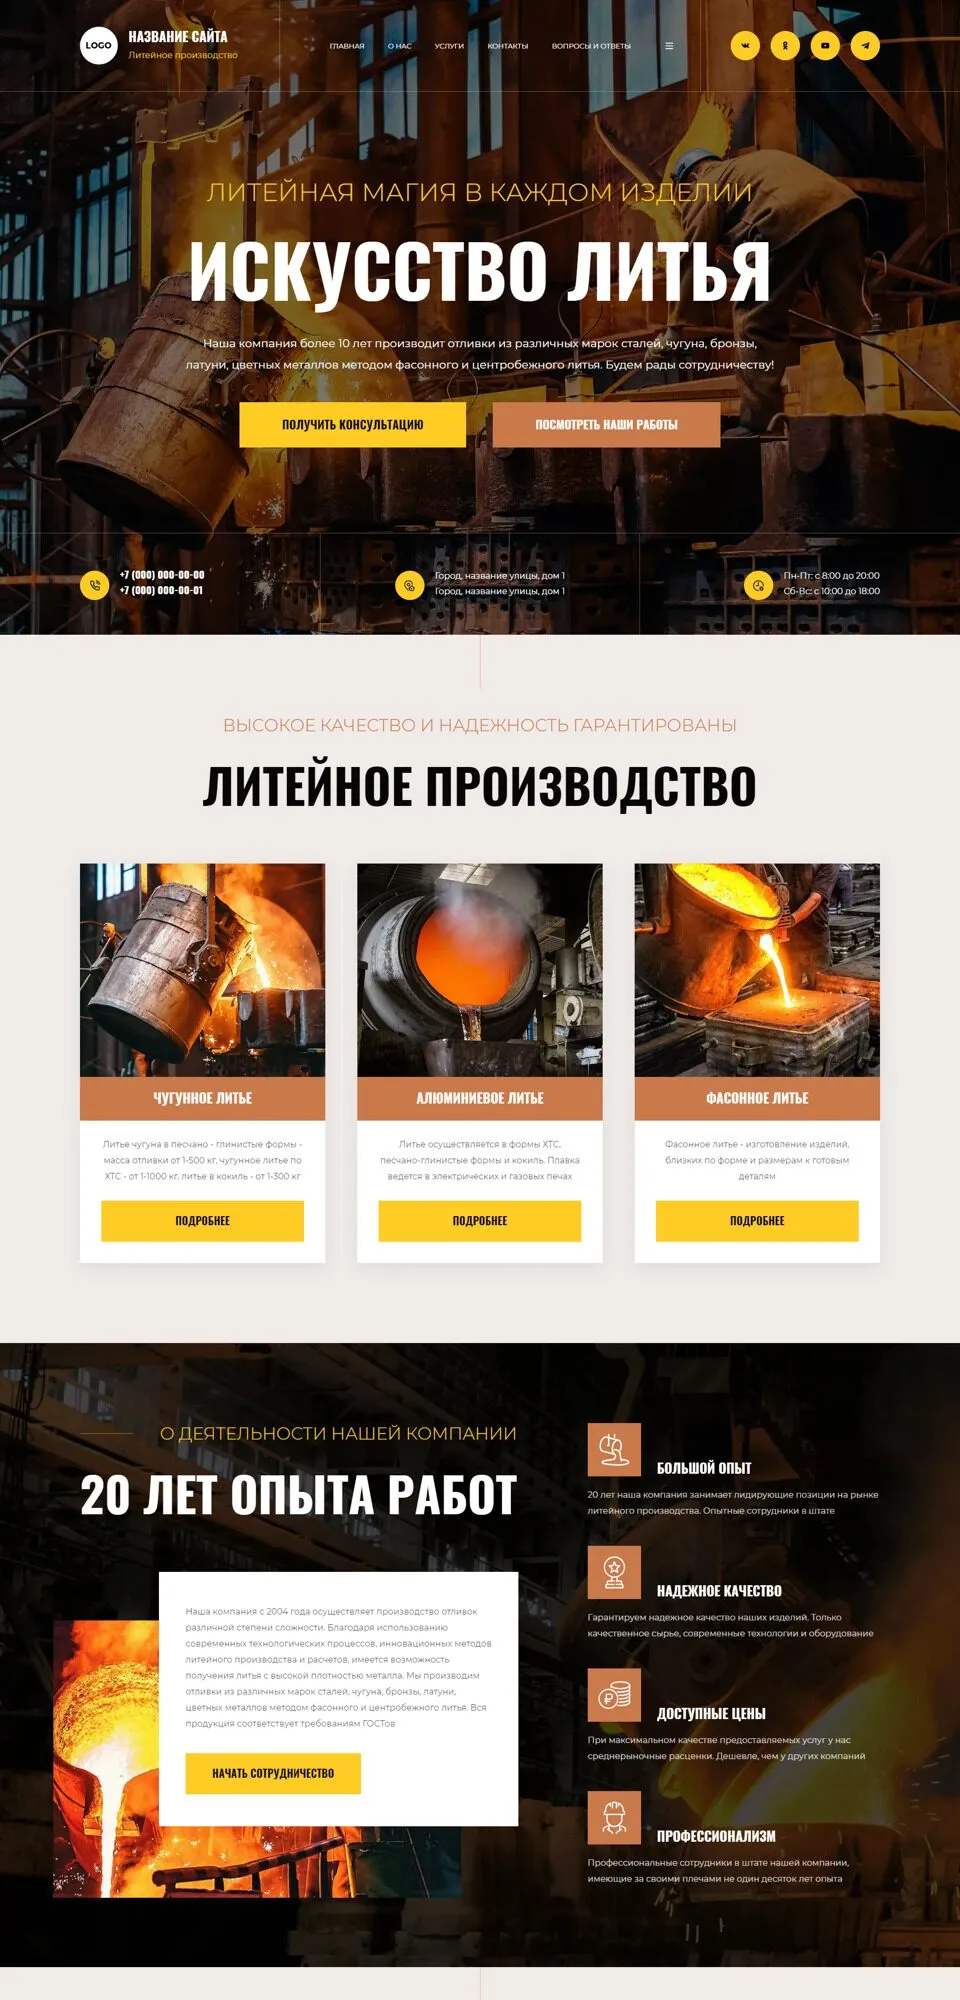 LOGO
НАЗВАНИЕ САЙТА
Литейное производство
ГЛАВНАЯ
О НАС
УСЛУГИ
КОНТАКТЫ
ВОПРОСЫ И ОТВЕТЫ
ЛИТЕЙНАЯ МАГИЯ В КАЖДОМ ИЗДЕЛИИ
ИСКУССТВО ЛИТЬЯ
Наша компания более 10 лет производит отливки из различных марок сталей, чугуна, бронзы,
латуни, цветных металлов методом фасонного и центробежного литья. Будем рады сотрудничеству!
ПОЛУЧИТЬ КОНСУЛЬТАЦИЮ
ПОСМОТРЕТЬ НАШИ РАБОТЫ
+7 (000) 000-00-00
+7 (000) 000-00-01
Город, название улицы, дом 1
Город, название улицы, дом 1
Пн-Пт: с 8:00 до 20:00
Сб-Вс: с 10:00 до 18:00
ВЫСОКОЕ КАЧЕСТВО И НАДЕЖНОСТЬ ГАРАНТИРОВАНЫ
ЛИТЕЙНОЕ ПРОИЗВОДСТВО
ЧУГУННОЕ ЛИТЬЕ
Литье чугуна в песчано - глинистые формы -
масса отливки от 1-500 кг, чугунное литье по
ХТС - от 1-1000 кг, литье в кокиль - от 1-300 кг
ПОДРОБНЕЕ
АЛЮМИНИЕВОЕ ЛИТЬЕ
Литье осуществляется в формы ХТС,
песчано-глинистые формы и кокиль. Плавка
ведется в электрических и газовых печах
ПОДРОБНЕЕ
ФАСОННОЕ ЛИТЬЕ
Фасонное литье - изготовление изделий,
близких по форме и размерам к готовым
деталям
ПОДРОБНЕЕ
О ДЕЯТЕЛЬНОСТИ НАШЕЙ КОМПАНИИ
20 ЛЕТ ОПЫТА РАБОТ
Наша компания с 2004 года осуществляет производство отливок
различной степени сложности. Благодаря использованию
современных технологических процессов, инновационных методов
литейного производства и расчетов, имеется возможность
получения литья с высокой плотностью металла. Мы производим
отливки из различных марок сталей, чугуна, бронзы, латуни,
цветных металлов методом фасонного и центробежного литья. Вся
продукция соответствует требованиям ГОСТов
НАЧАТЬ СОТРУДНИЧЕСТВО
БОЛЬШОЙ ОПЫТ
20 лет наша компания занимает лидирующие позиции на рынке
литейного производства. Опытные сотрудники в штате
НАДЕЖНОЕ КАЧЕСТВО
Гарантируем надежное качество наших изделий. Только
качественное сырье, современные технологии и оборудование
ДОСТУПНЫЕ ЦЕНЫ
При максимальном качестве предоставляемых услуг у нас
среднерыночные расценки. Дешевле, чем у других компаний
ПРОФЕССИОНАЛИЗМ
Профессиональные сотрудники в штате нашей компании,
имеющие за своими плечами не один десяток лет опыта